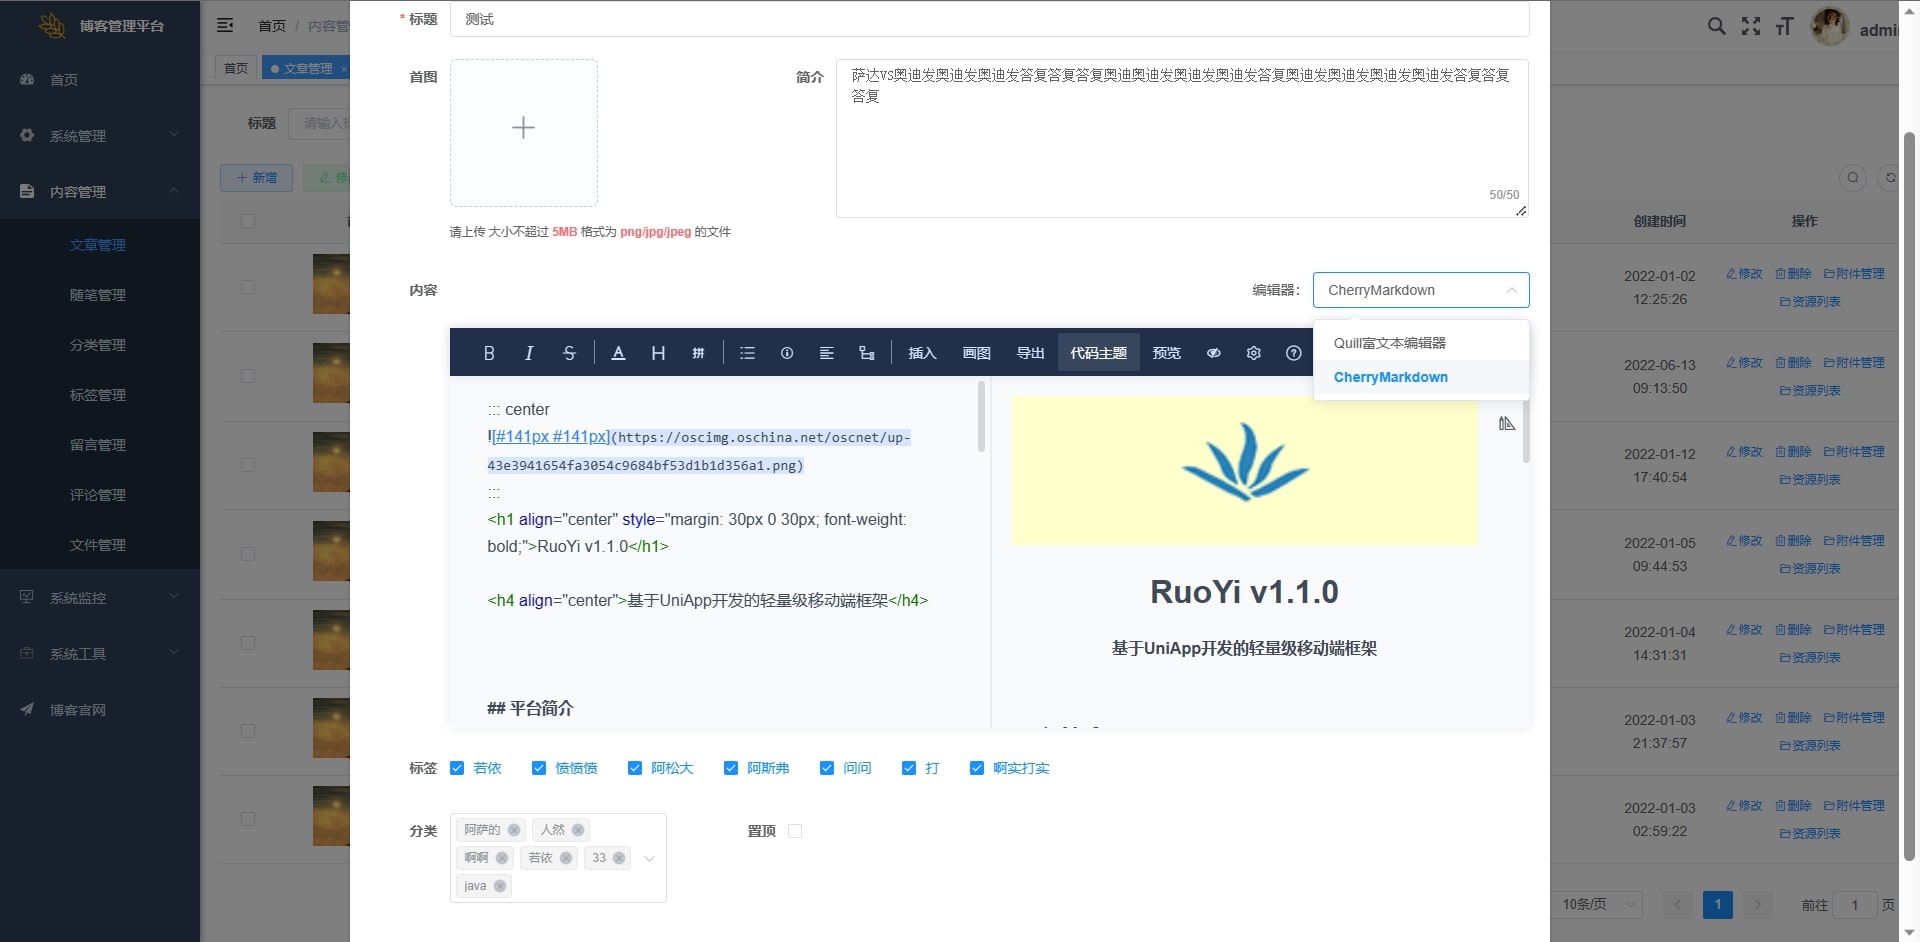 博客管理平台
首页
系统管理
内容管理
文章管理
随笔管理
分类管理
标签管理
留言管理
评论管理
文件管理
系统监控
系统工具
博客官网
首页 / 内容管
首页
文章管理 ×
标题 请输入标
+ 新增
修
* 标题 测试
首图
请上传 大小不超过 5MB 格式为 png/jpg/jpeg 的文件
简介
萨达VS奥迪发奥迪发奥迪发答复答复答复奥迪奥迪发奥迪发奥迪发答复奥迪发奥迪发奥迪发奥迪发答复答复
答复
50/50
内容
编辑器: CherryMarkdown
Quill富文本编辑器
CherryMarkdown
B I S A H # 插入 画图 导出 代码主题 预览
::: center
![#141px #141px](https://oscimg.oschina.net/oscnet/up-
43e3941654fa3054c9684bf53d1b1d356a1.png)
:::
<h1 align="center" style="margin: 30px 0 30px; font-weight:
bold;">RuoYi v1.1.0</h1>
<h4 align="center">基于UniApp开发的轻量级移动端框架</h4>
## 平台简介
RuoYi v1.1.0
基于UniApp开发的轻量级移动端框架
标签 若依 愤愤愤 阿松大 阿斯弗 问问 打 啊实打实
分类
阿萨的 人然
啊啊 若依 33
java
置顶
admi
创建时间 操作
2022-01-02
12:25:26
修改 删除 附件管理
资源列表
2022-06-13
09:13:50
修改 删除 附件管理
资源列表
2022-01-12
17:40:54
修改 删除 附件管理
资源列表
2022-01-05
09:44:53
修改 删除 附件管理
资源列表
2022-01-04
14:31:31
修改 删除 附件管理
资源列表
2022-01-03
21:37:57
修改 删除 附件管理
资源列表
2022-01-03
02:59:22
修改 删除 附件管理
资源列表
10条/页 < 1 > 前往 1 页